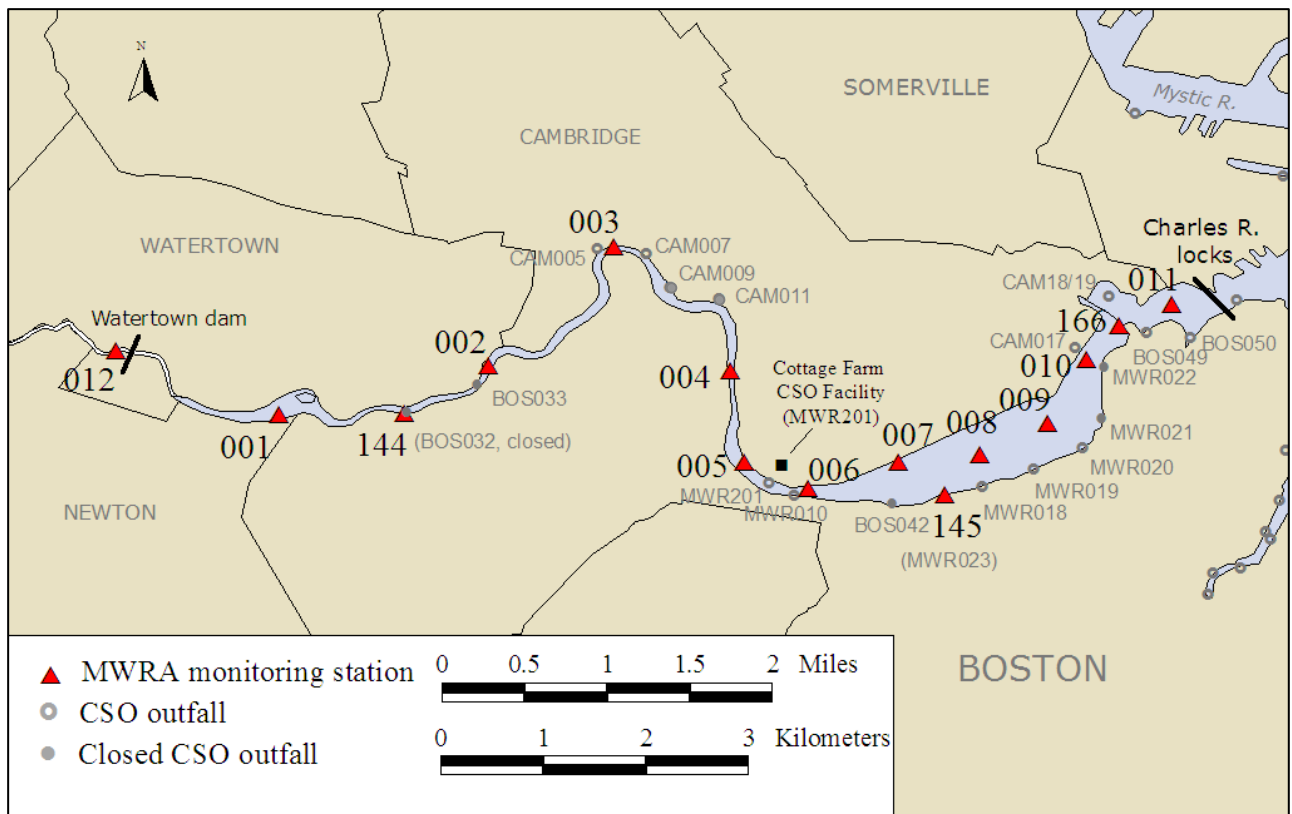 N
SOMERVILLE
Mystic R.
CAMBRIDGE
003
CAM005
CAM007
WATERTOWN
Charles R.
locks
CAM009
CAM011
CAM18/19
011
Watertown dam
012
002
166
CAM017
BOS049
BOS050
010
MWR022
004
Cottage Farm
CSO Facility
(MWR201)
BOS033
001
144
(BOS032, closed)
009
008
007
MWR021
005
006
MWR020
MWR201
MWR010
MWR019
MWR018
NEWTON
BOS042
145
(MWR023)
MWRA monitoring station
CSO outfall
Closed CSO outfall
0 0.5 1 1.5 2 Miles
0 1 2 3 Kilometers
BOSTON